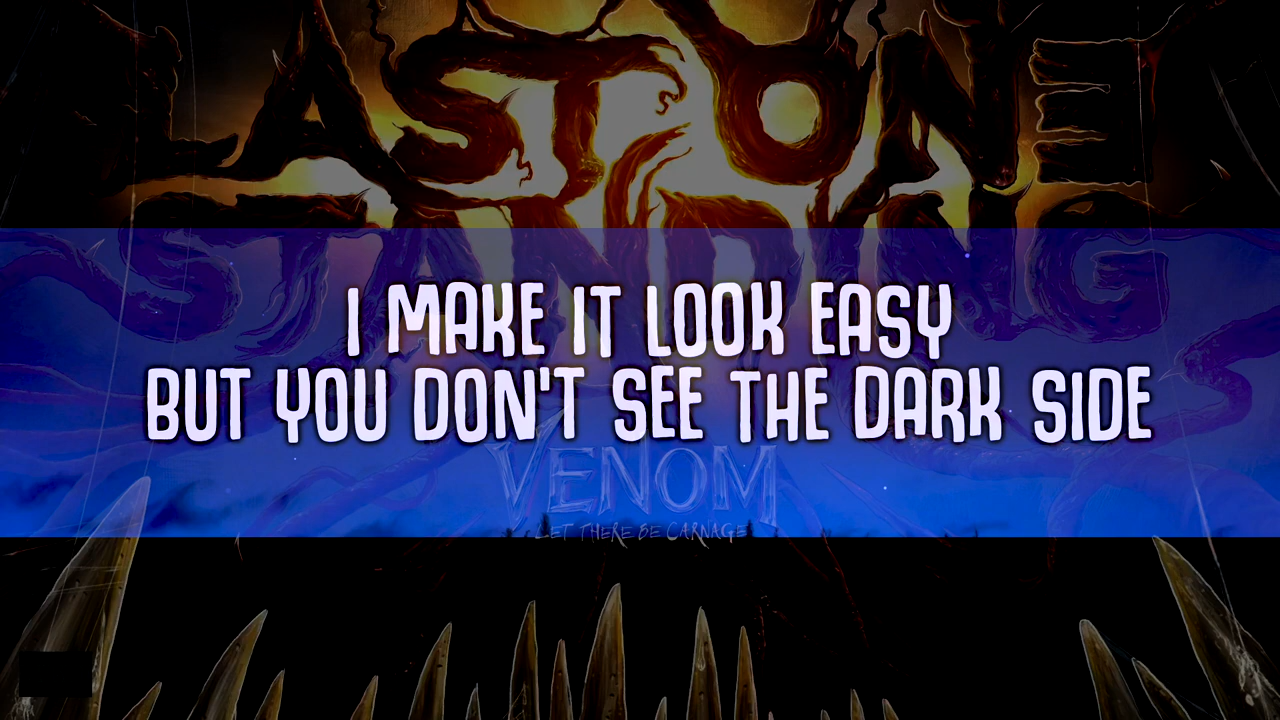 LAST ONE
STANDING
I MAKE IT LOOK EASY
BUT YOU DON'T SEE THE DARK SIDE
VENOM
LET THERE BE CARNAGE